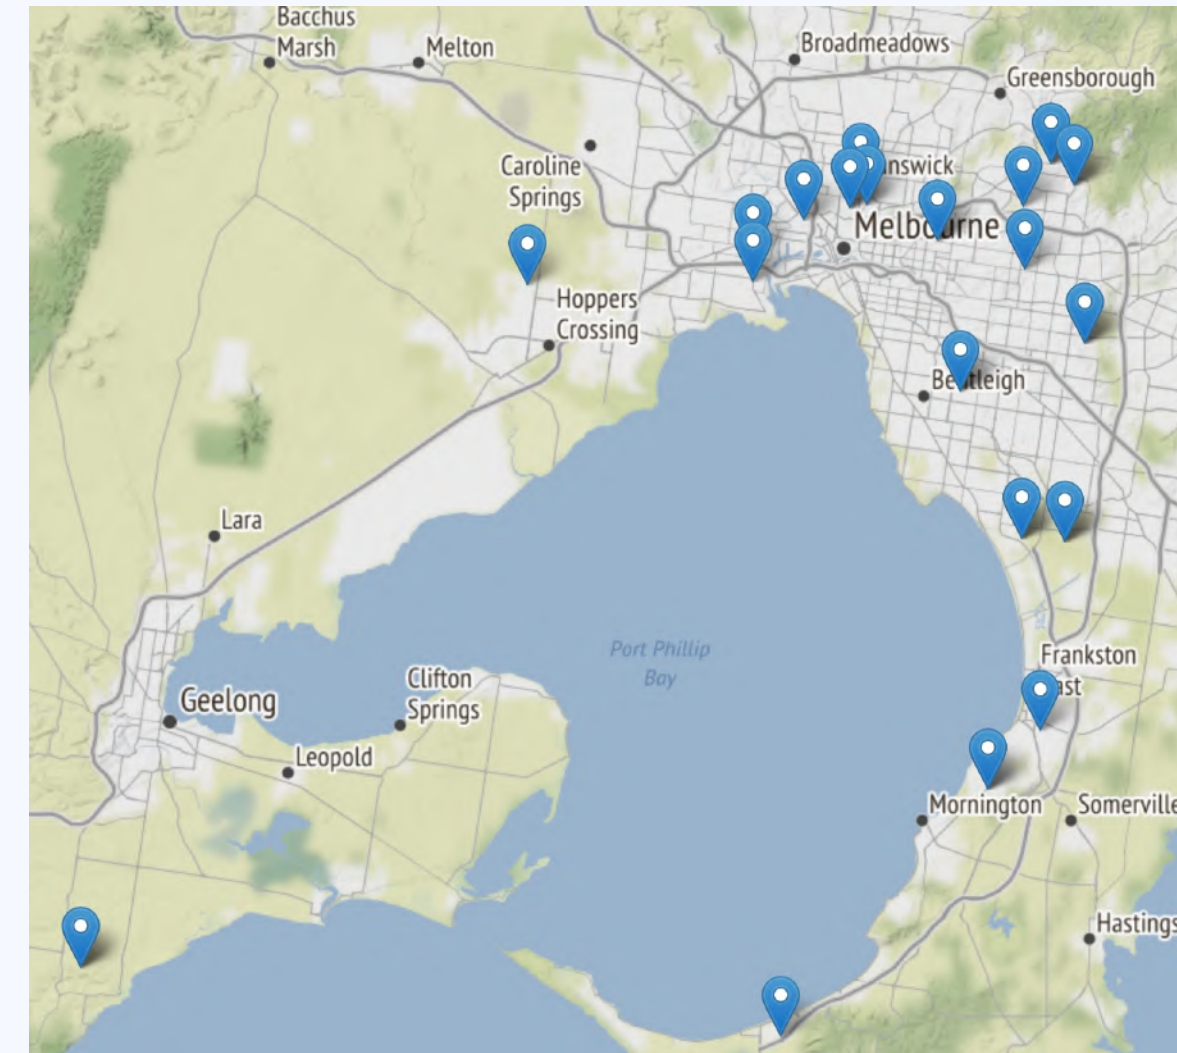 Bacchus
Marsh
Melton
Broadmeadows
Greensborough
Caroline
Springs
Melbourne
Hoppers
Crossing
Lara
Port Phillip
Bay
Frankston
Clifton
Springs
Geelong
Leopold
Mornington
Somerville
Hastings